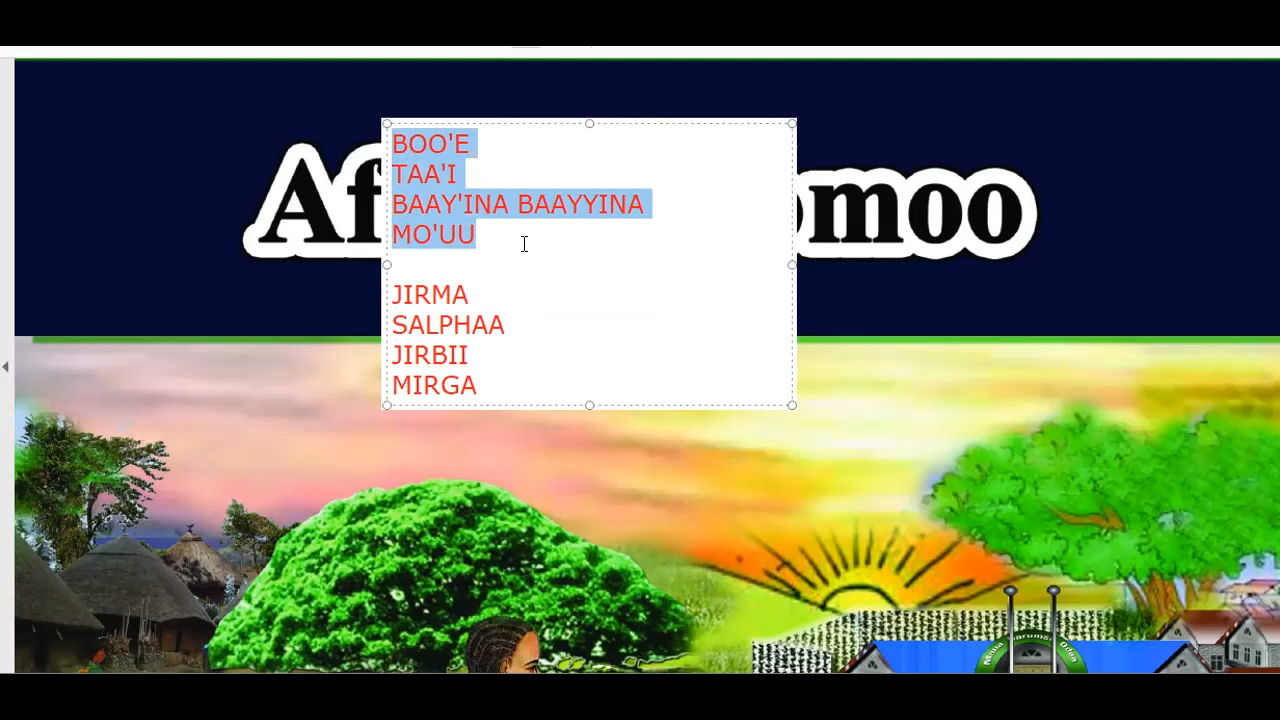 BOO'E
TAA'I
BAAY'INA BAAYYINA
MO'UU
JIRMA
SALPHAA
JIRBII
MIRGA
Af
omoo